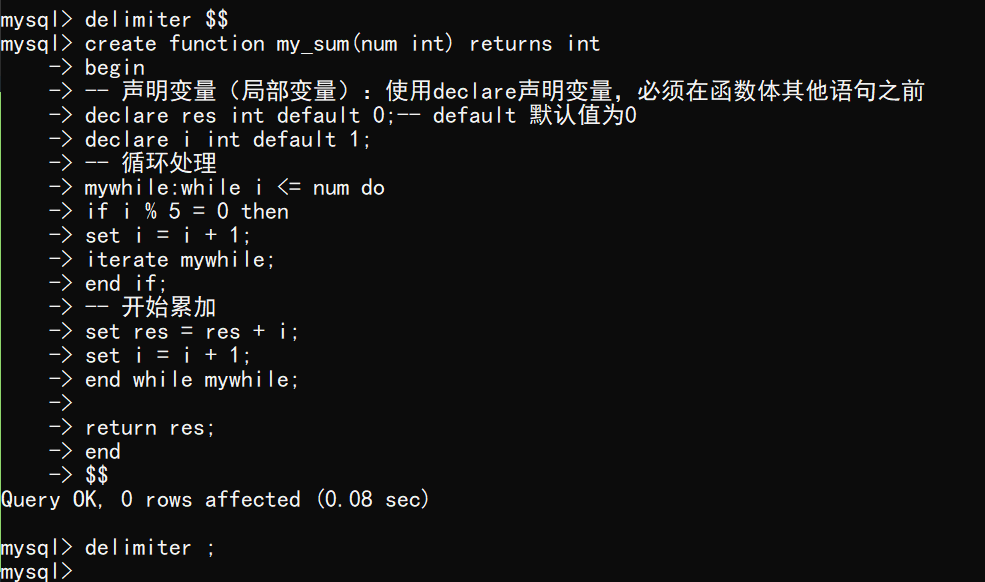 mysql> delimiter $$
mysql> create function my_sum(num int) returns int
    -> begin
    -> -- 声明变量（局部变量）：使用declare声明变量，必须在函数体其他语句之前
    -> declare res int default 0;-- default 默认值为0
    -> declare i int default 1;
    -> -- 循环处理
    -> mywhile:while i <= num do
    -> if i % 5 = 0 then
    -> set i = i + 1;
    -> iterate mywhile;
    -> end if;
    -> -- 开始累加
    -> set res = res + i;
    -> set i = i + 1;
    -> end while mywhile;
    ->
    -> return res;
    -> end
    -> $$
Query OK, 0 rows affected (0.08 sec)

mysql> delimiter ;
mysql>